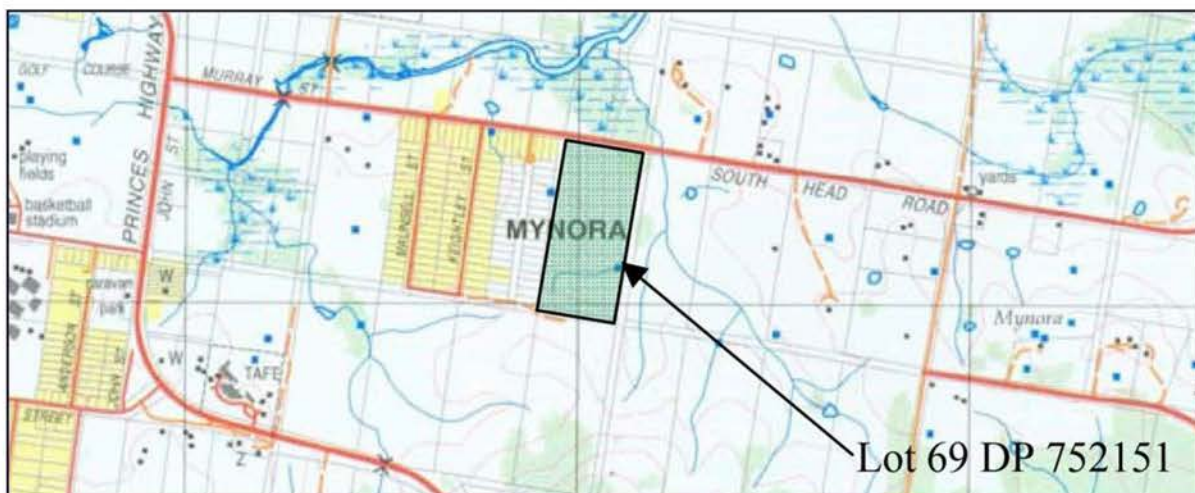 GOLF COURSE
PRINCES HIGHWAY
MURRAY ST
JOHN ST
playing
fields
basketball
stadium
MAUNSELL ST
KEIGHTLEY ST
MYNORA
SOUTH HEAD ROAD
yards
W
caravan
park
ANDERSON ST
JOHN ST
W
TAFE
Mynora
STREET
Z
Lot 69 DP 752151